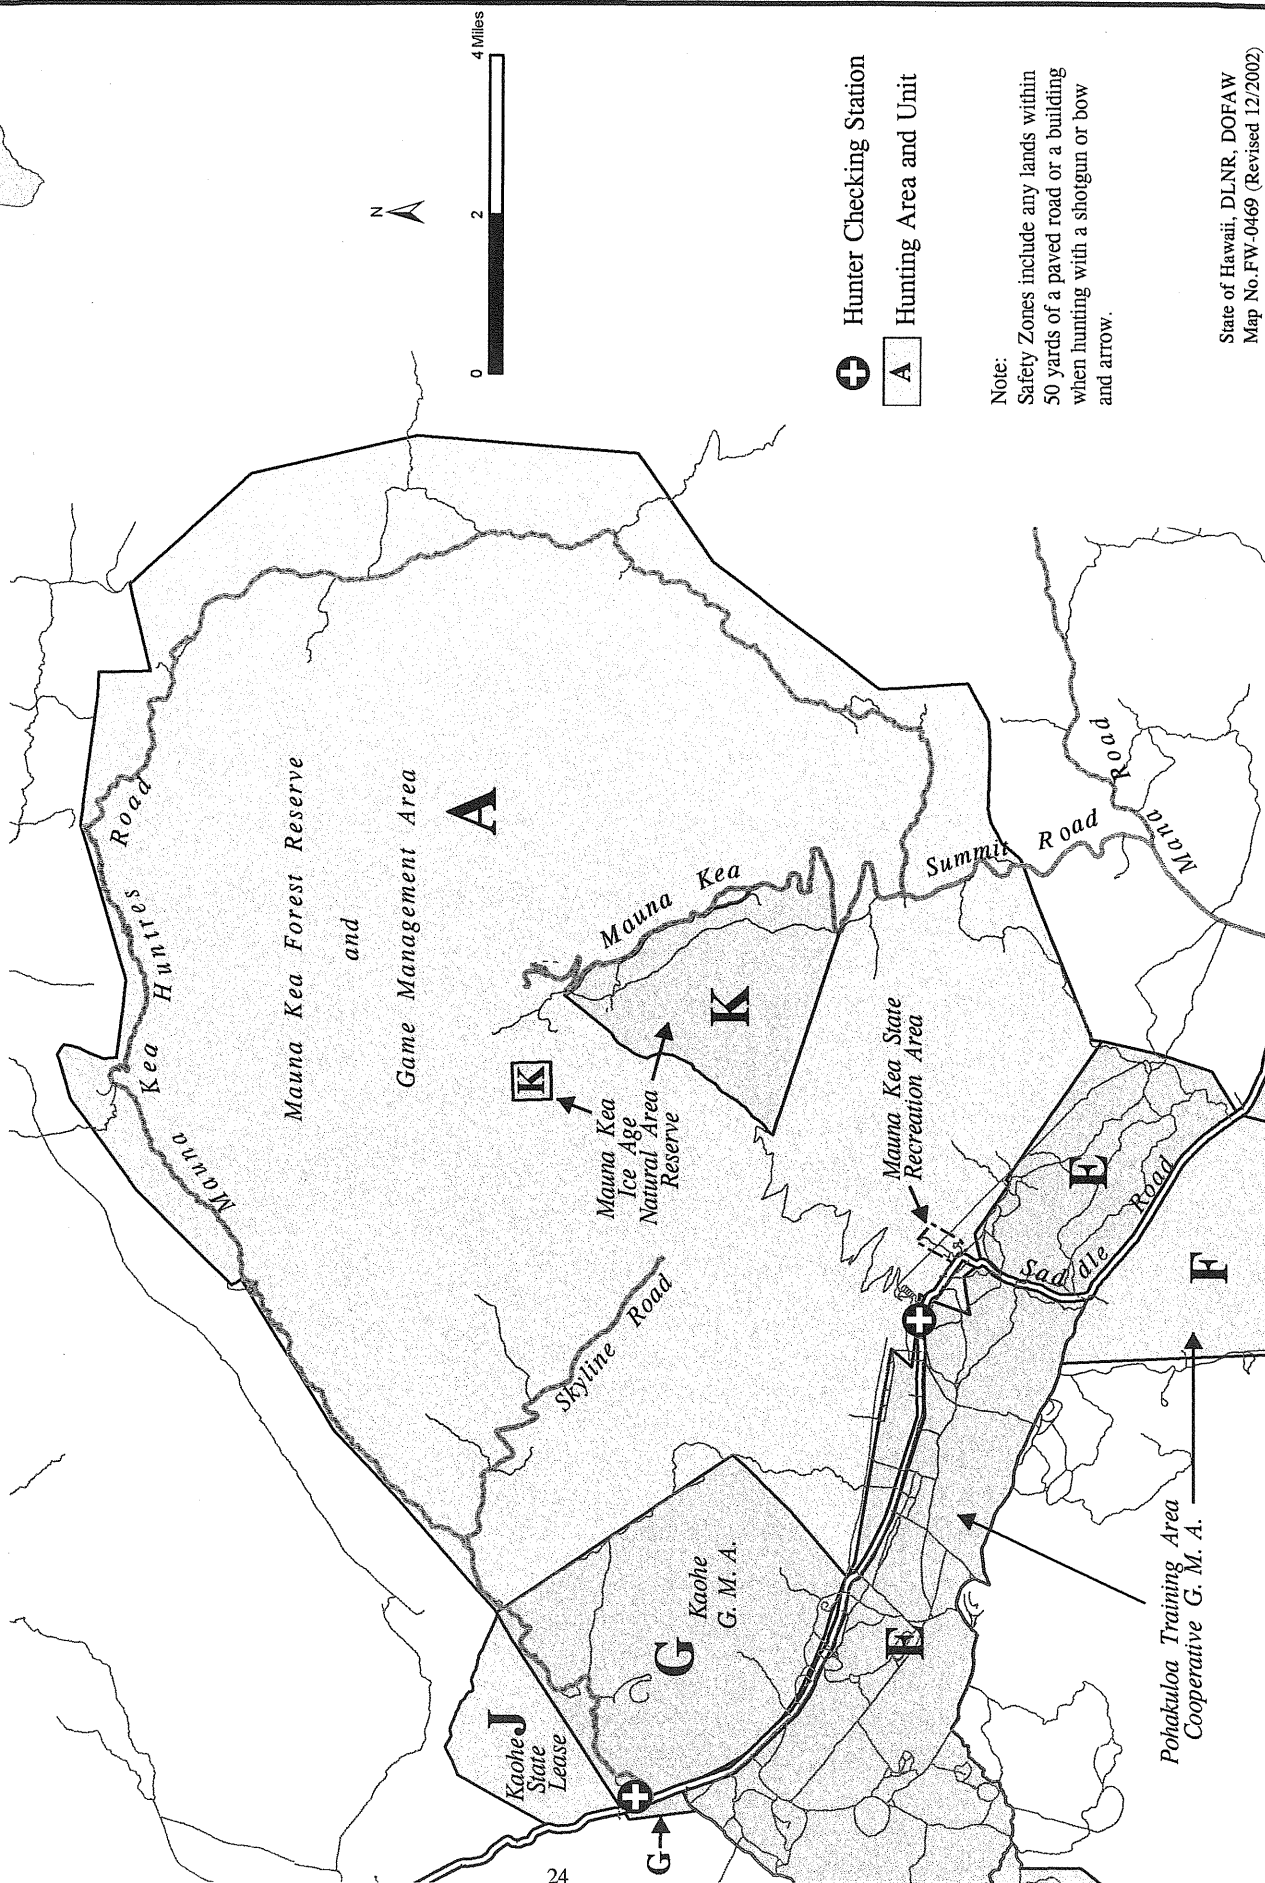 N
0
2
4 Miles
Hunter Checking Station
A
Hunting Area and Unit
Note:
Safety Zones include any lands within
50 yards of a paved road or a building
when hunting with a shotgun or bow
and arrow.
State of Hawaii, DLNR, DOFAW
Map No.FW-0469 (Revised 12/2002)
Mauna Kea Huntres Road
Mauna Kea Forest Reserve
and
Game Management Area
A
Mauna Kea Summit Road
Mana Road
K
K
Mauna Kea
Ice Age
Natural Area
Reserve
Mauna Kea State
Recreation Area
Skyline Road
Saddle Road
E
F
E
G
Kaohe
G. M. A.
J
Kaohe
State
Lease
G
Pohakuloa Training Area
Cooperative G. M. A.
24